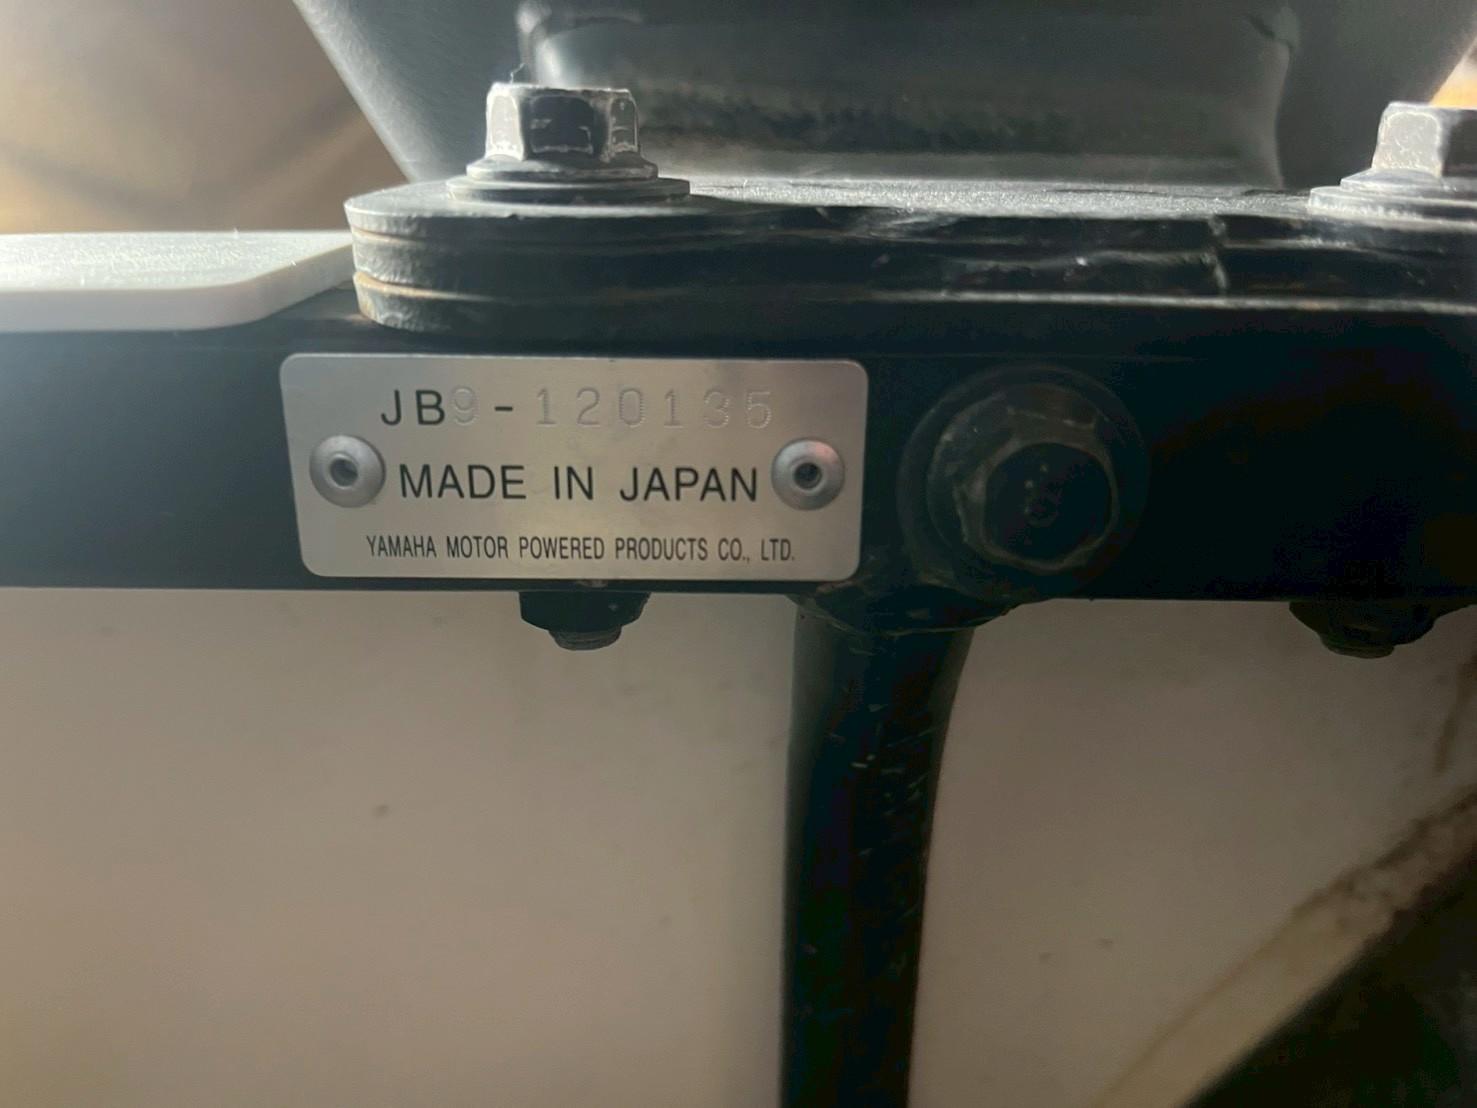 JB9-120135
MADE IN JAPAN
YAMAHA MOTOR POWERED PRODUCTS CO., LTD.